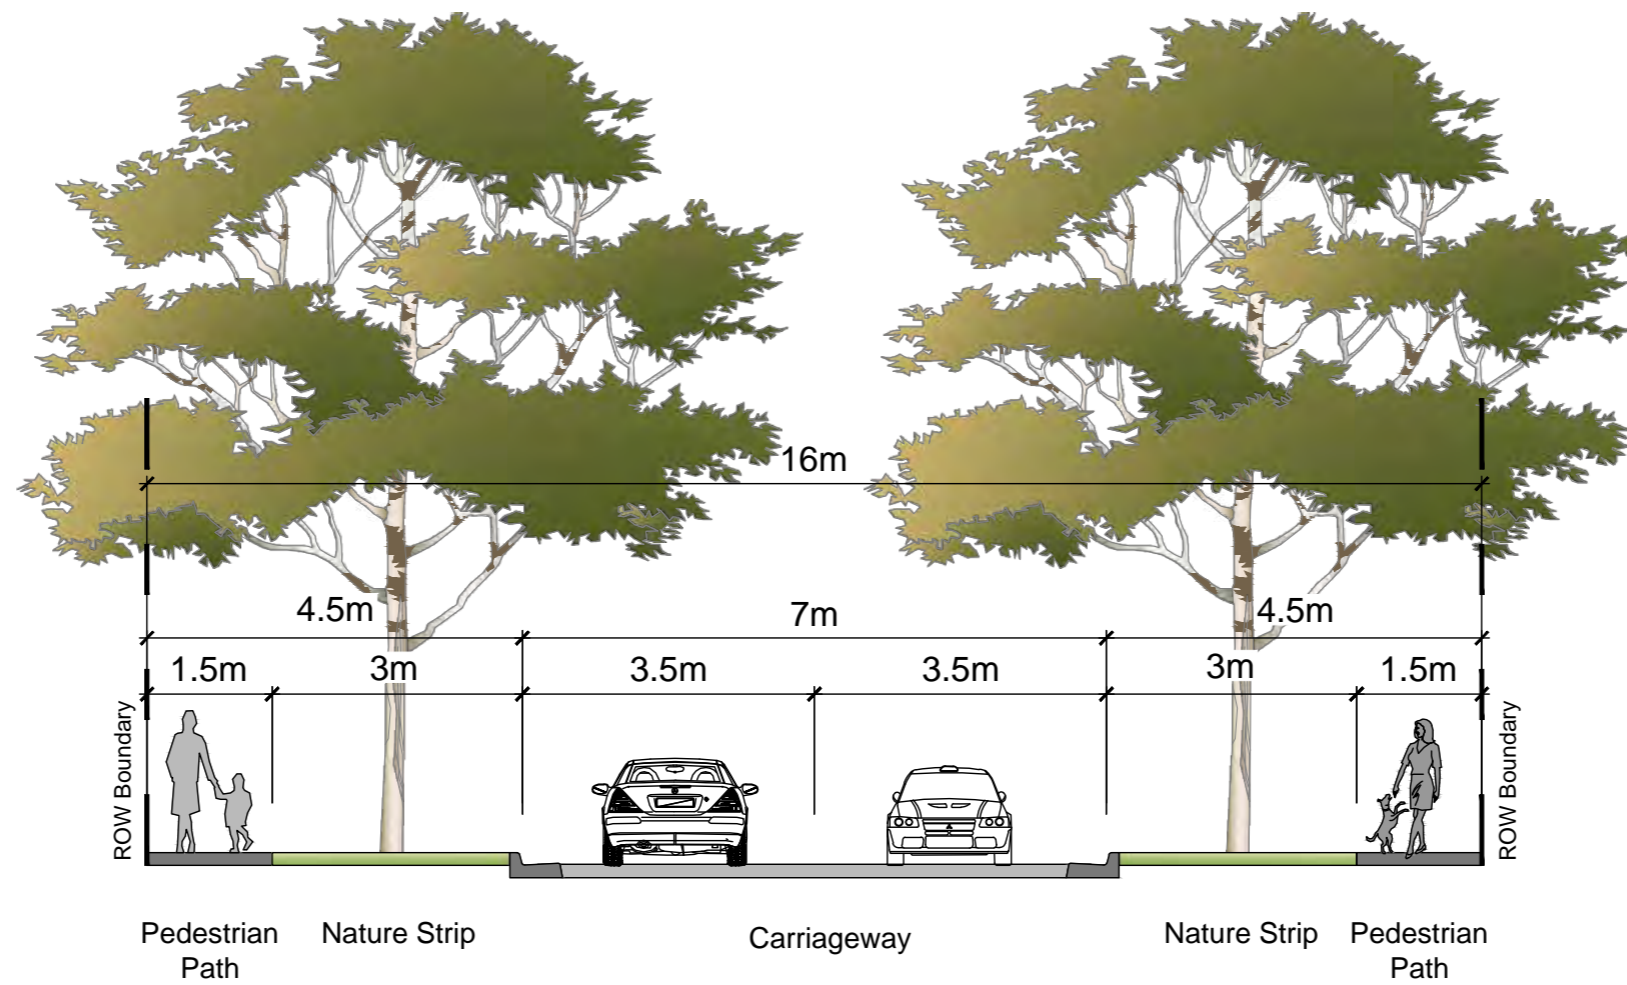 16m
4.5m
7m
4.5m
1.5m
3m
3.5m
3.5m
3m
1.5m
ROW Boundary
ROW Boundary
Pedestrian
Path
Nature Strip
Carriageway
Nature Strip
Pedestrian
Path